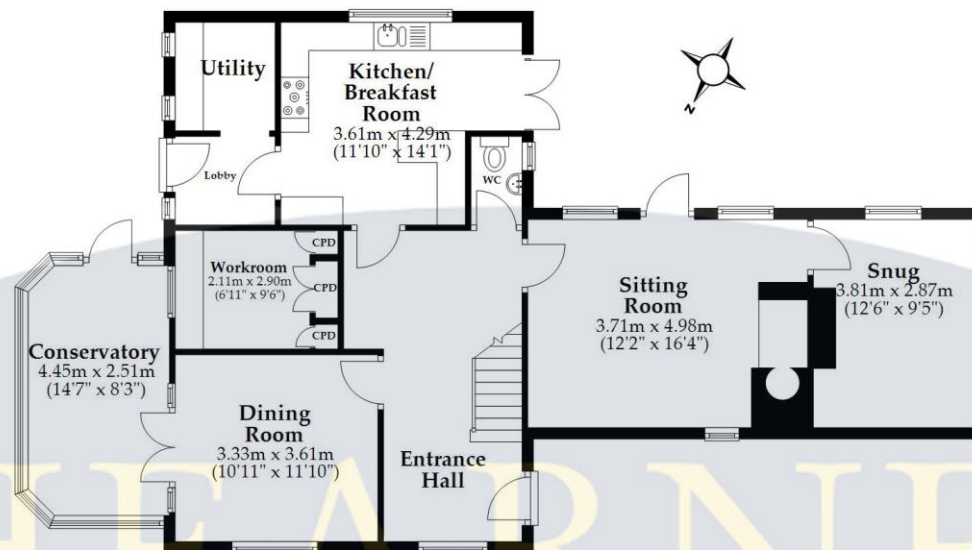 Utility
Kitchen/
Breakfast
Room
3.61m x 4.29m
(11'10" x 14'1")
Lobby
WC
N
CPD
Workroom
2.11m x 2.90m
(6'11" x 9'6")
CPD
CPD
Sitting
Room
3.71m x 4.98m
(12'2" x 16'4")
Snug
3.81m x 2.87m
(12'6" x 9'5")
Conservatory
4.45m x 2.51m
(14'7" x 8'3")
Dining
Room
3.33m x 3.61m
(10'11" x 11'10")
Entrance
Hall